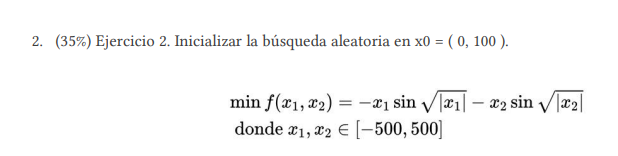 2. (35%) Ejercicio 2. Inicializar la búsqueda aleatoria en x0 = ( 0, 100 ).
min f(x₁, x₂) = −x₁ sin √|x₁| − x₂ sin √|x₂|
donde x₁, x₂ ∈ [−500, 500]